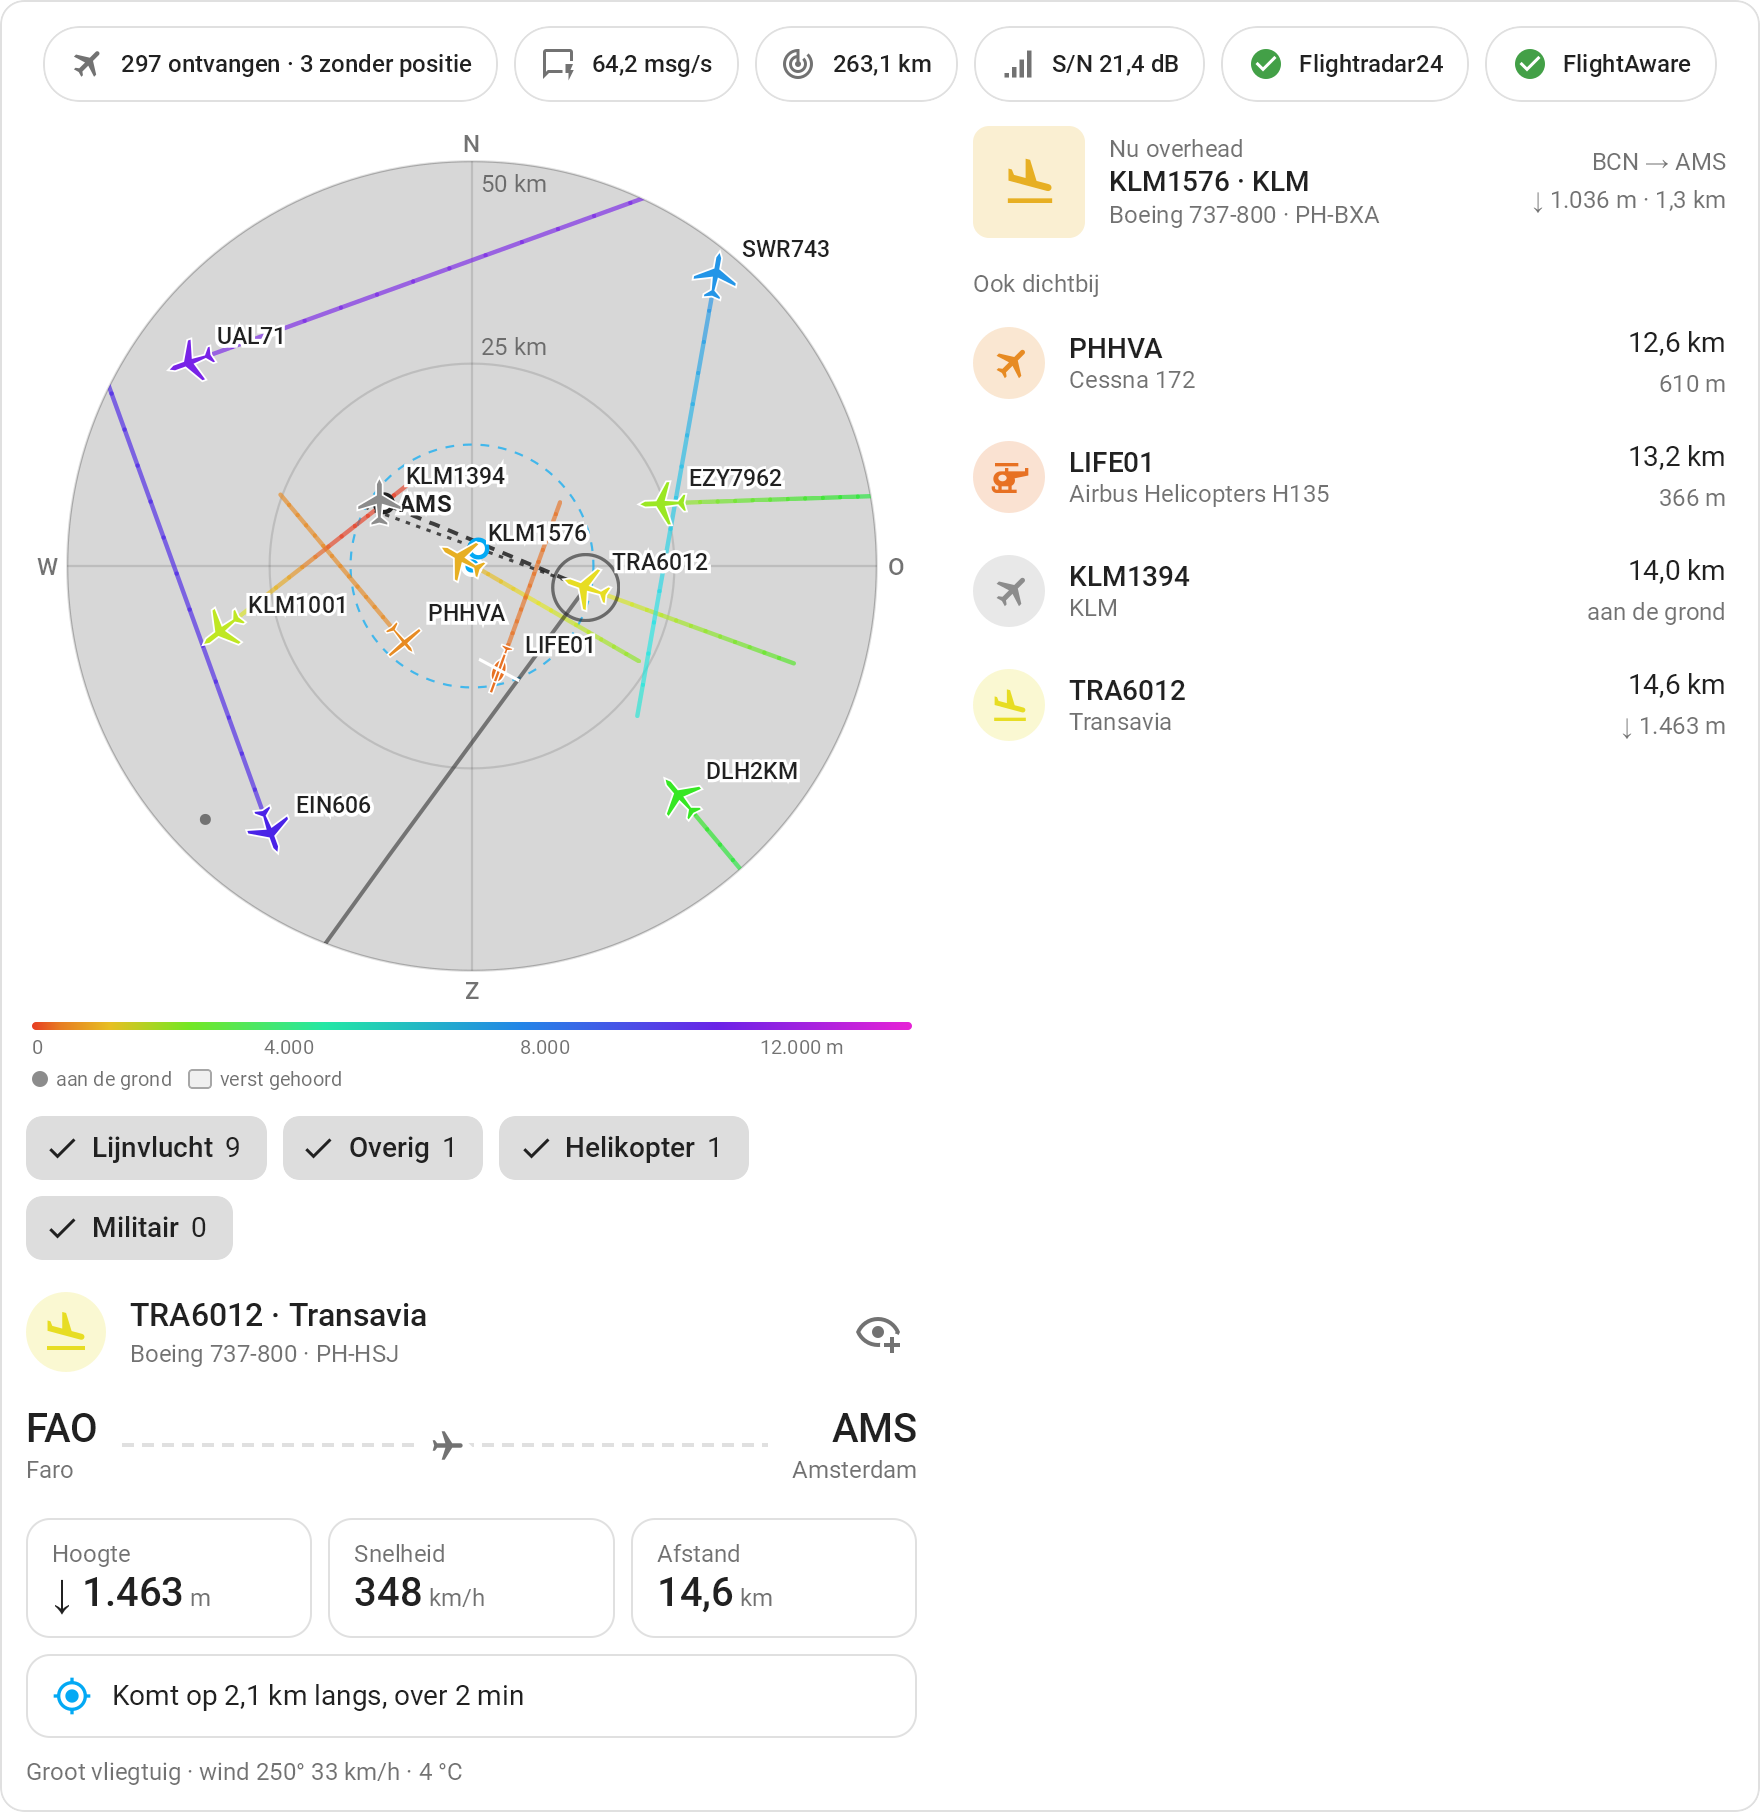 297 ontvangen · 3 zonder positie
64,2 msg/s
263,1 km
S/N 21,4 dB
Flightradar24
FlightAware
N
50 km
SWR743
UAL71
25 km
KLM1394
AMS
EZY7962
KLM1576
TRA6012
W
O
KLM1001
PHHVA
LIFE01
DLH2KM
EIN606
Z
0
4.000
8.000
12.000 m
aan de grond
verst gehoord
Lijnvlucht 9
Overig 1
Helikopter 1
Militair 0
TRA6012 · Transavia
Boeing 737-800 · PH-HSJ
FAO
AMS
Faro
Amsterdam
Hoogte
↓ 1.463 m
Snelheid
348 km/h
Afstand
14,6 km
Komt op 2,1 km langs, over 2 min
Groot vliegtuig · wind 250° 33 km/h · 4 °C
Nu overhead
KLM1576 · KLM
Boeing 737-800 · PH-BXA
BCN → AMS
↓ 1.036 m · 1,3 km
Ook dichtbij
PHHVA
Cessna 172
12,6 km
610 m
LIFE01
Airbus Helicopters H135
13,2 km
366 m
KLM1394
KLM
14,0 km
aan de grond
TRA6012
Transavia
14,6 km
↓ 1.463 m